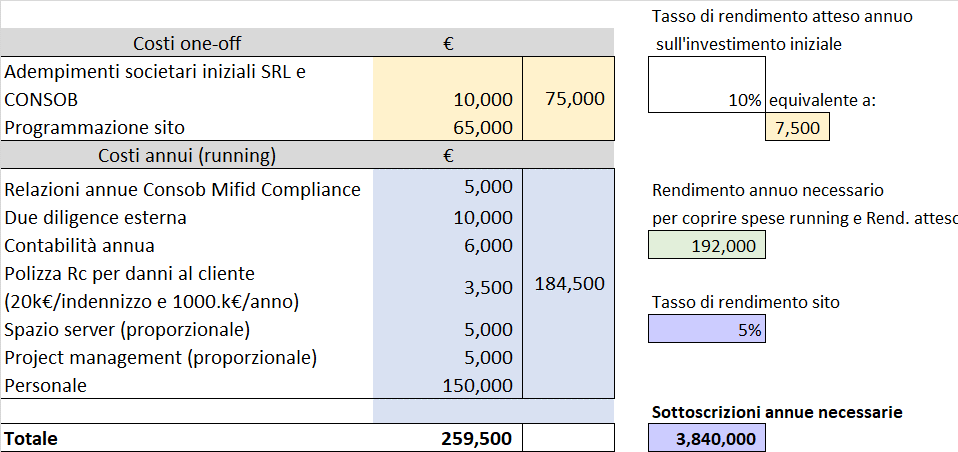 Costi one-off €
Adempimenti societari iniziali SRL e
CONSOB 10,000 75,000
Programmazione sito 65,000
Costi annui (running) €
Relazioni annue Consob Mifid Compliance 5,000
Due diligence esterna 10,000
Contabilità annua 6,000
Polizza Rc per danni al cliente
(20k€/indennizzo e 1000.k€/anno) 3,500 184,500
Spazio server (proporzionale) 5,000
Project management (proporzionale) 5,000
Personale 150,000
Totale 259,500
Tasso di rendimento atteso annuo
sull'investimento iniziale
10% equivalente a:
7,500
Rendimento annuo necessario
per coprire spese running e Rend. atteso
192,000
Tasso di rendimento sito
5%
Sottoscrizioni annue necessarie
3,840,000